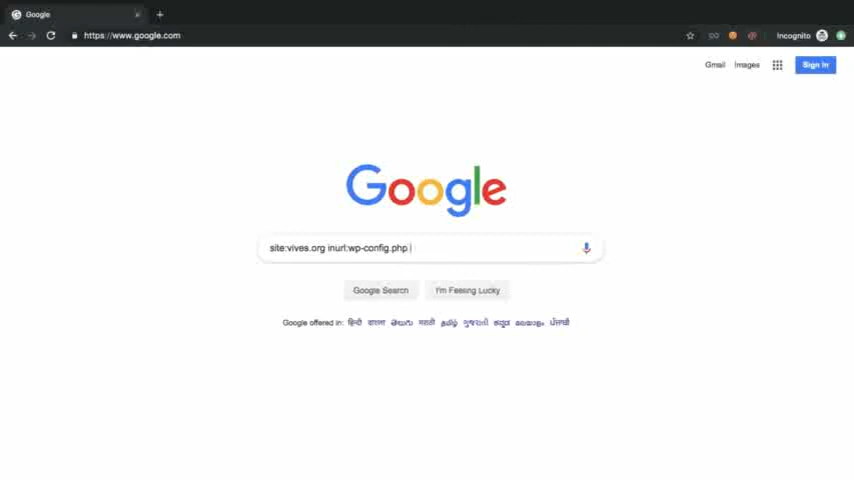 Google
https://www.google.com
Incognito
Gmail Images Sign in
Google
site:vives.org inurl:wp-config.php
Google Search I'm Feeling Lucky
Google offered in: हिन्दी বাংলা తెలుగు मराठी தமிழ் ગુજરાતી ಕನ್ನಡ മലയാളം ਪੰਜਾਬੀ